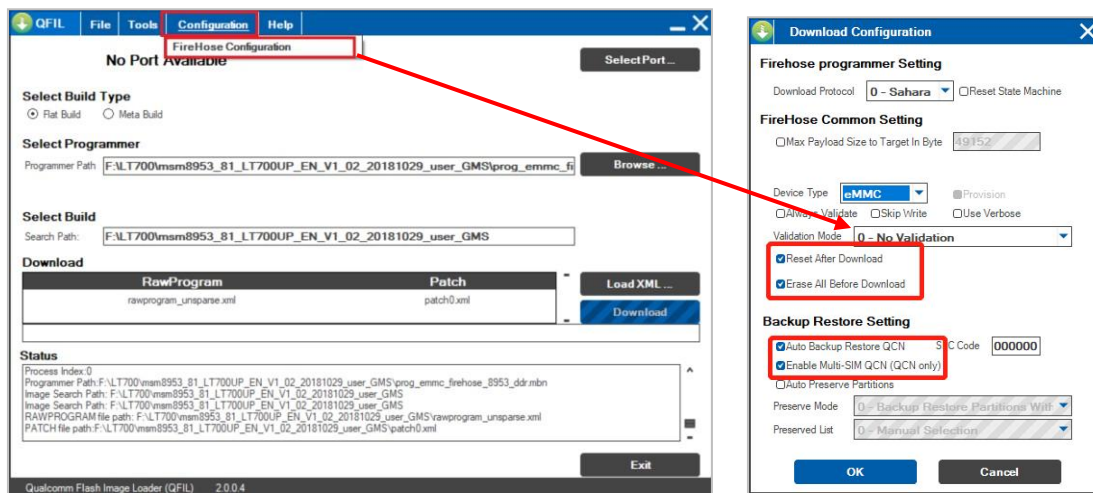 QFIL File Tools Configuration Help
FireHose Configuration
No Port Available
Select Port ...
Select Build Type
Flat Build Meta Build
Select Programmer
Programmer Path F:\LT700\msm8953_81_LT700UP_EN_V1_02_20181029_user_GMS\prog_emmc_fi Browse ...
Select Build
Search Path: F:\LT700\msm8953_81_LT700UP_EN_V1_02_20181029_user_GMS
Download
RawProgram Patch
rawprogram_unsparse.xml patch0.xml
Load XML ...
Download
Status
Process Index:0
Programmer Path:F:\LT700\msm8953_81_LT700UP_EN_V1_02_20181029_user_GMS\prog_emmc_firehose_8953_ddr.mbn
Image Search Path: F:\LT700\msm8953_81_LT700UP_EN_V1_02_20181029_user_GMS
Image Search Path: F:\LT700\msm8953_81_LT700UP_EN_V1_02_20181029_user_GMS
RAWPROGRAM file path: F:\LT700\msm8953_81_LT700UP_EN_V1_02_20181029_user_GMS\rawprogram_unsparse.xml
PATCH file path:F:\LT700\msm8953_81_LT700UP_EN_V1_02_20181029_user_GMS\patch0.xml
Exit
Qualcomm Flash Image Loader (QFIL) 2.0.0.4
Download Configuration
Firehose programmer Setting
Download Protocol 0 - Sahara Reset State Machine
FireHose Common Setting
Max Payload Size to Target In Byte 49152
Device Type eMMC Provision
Always Validate Skip Write Use Verbose
Validation Mode 0 - No Validation
Reset After Download
Erase All Before Download
Backup Restore Setting
Auto Backup Restore QCN Code 000000
Enable Multi-SIM QCN (QCN only)
Auto Preserve Partitions
Preserve Mode 0 - Backup Restore Partitions With
Preserved List 0 - Manual Selection
OK Cancel